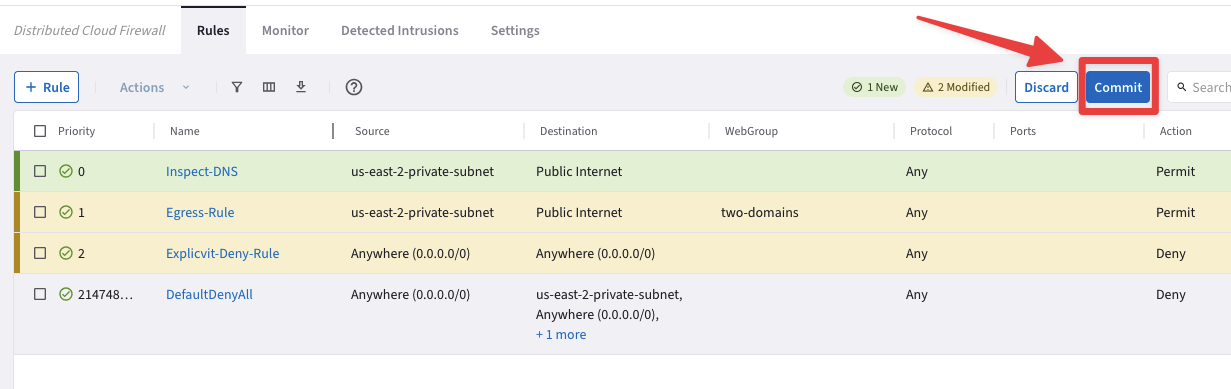 Distributed Cloud Firewall Rules Monitor Detected Intrusions Settings
+ Rule Actions ? 1 New 2 Modified Discard Commit Search
Priority Name Source Destination WebGroup Protocol Ports Action
0 Inspect-DNS us-east-2-private-subnet Public Internet Any Permit
1 Egress-Rule us-east-2-private-subnet Public Internet two-domains Any Permit
2 Explicvit-Deny-Rule Anywhere (0.0.0.0/0) Anywhere (0.0.0.0/0) Any Deny
214748... DefaultDenyAll Anywhere (0.0.0.0/0) us-east-2-private-subnet, Any Deny
Anywhere (0.0.0.0/0),
+ 1 more